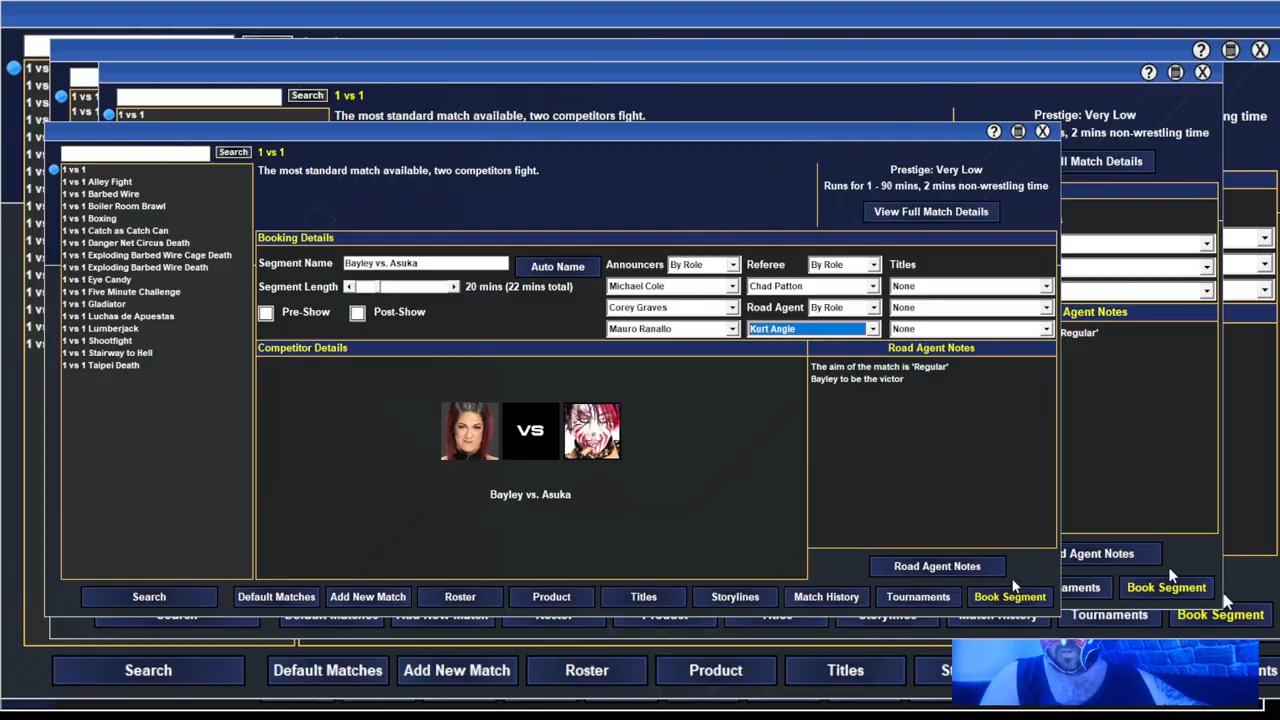 Search
1 vs 1
The most standard match available, two competitors fight.
Prestige: Very Low
2 mins non-wrestling time
ll Match Details
1 vs
1 vs 1
1 vs
Search
1 vs 1
The most standard match available, two competitors fight.
Prestige: Very Low
Runs for 1 - 90 mins, 2 mins non-wrestling time
View Full Match Details
1 vs 1
1 vs 1 Alley Fight
1 vs 1 Barbed Wire
1 vs 1 Boiler Room Brawl
1 vs 1 Boxing
1 vs 1 Catch as Catch Can
1 vs 1 Danger Net Circus Death
1 vs 1 Exploding Barbed Wire Cage Death
1 vs 1 Exploding Barbed Wire Death
1 vs 1 Eye Candy
1 vs 1 Five Minute Challenge
1 vs 1 Gladiator
1 vs 1 Luchas de Apuestas
1 vs 1 Lumberjack
1 vs 1 Shootfight
1 vs 1 Stairway to Hell
1 vs 1 Taipei Death
Booking Details
Segment Name Bayley vs. Asuka Auto Name Announcers By Role Referee By Role Titles
Segment Length 20 mins (22 mins total) Michael Cole Chad Patton None
Pre-Show Post-Show Corey Graves Road Agent By Role None
Mauro Ranallo Kurt Angle None
Competitor Details Road Agent Notes
The aim of the match is 'Regular'
Bayley to be the victor
VS
Bayley vs. Asuka
Road Agent Notes
Search Default Matches Add New Match Roster Product Titles Storylines Match History Tournaments Book Segment
Agent Notes
Regular'
d Agent Notes
aments Book Segment
Tournaments Book Segment
Search Default Matches Add New Match Roster Product Titles